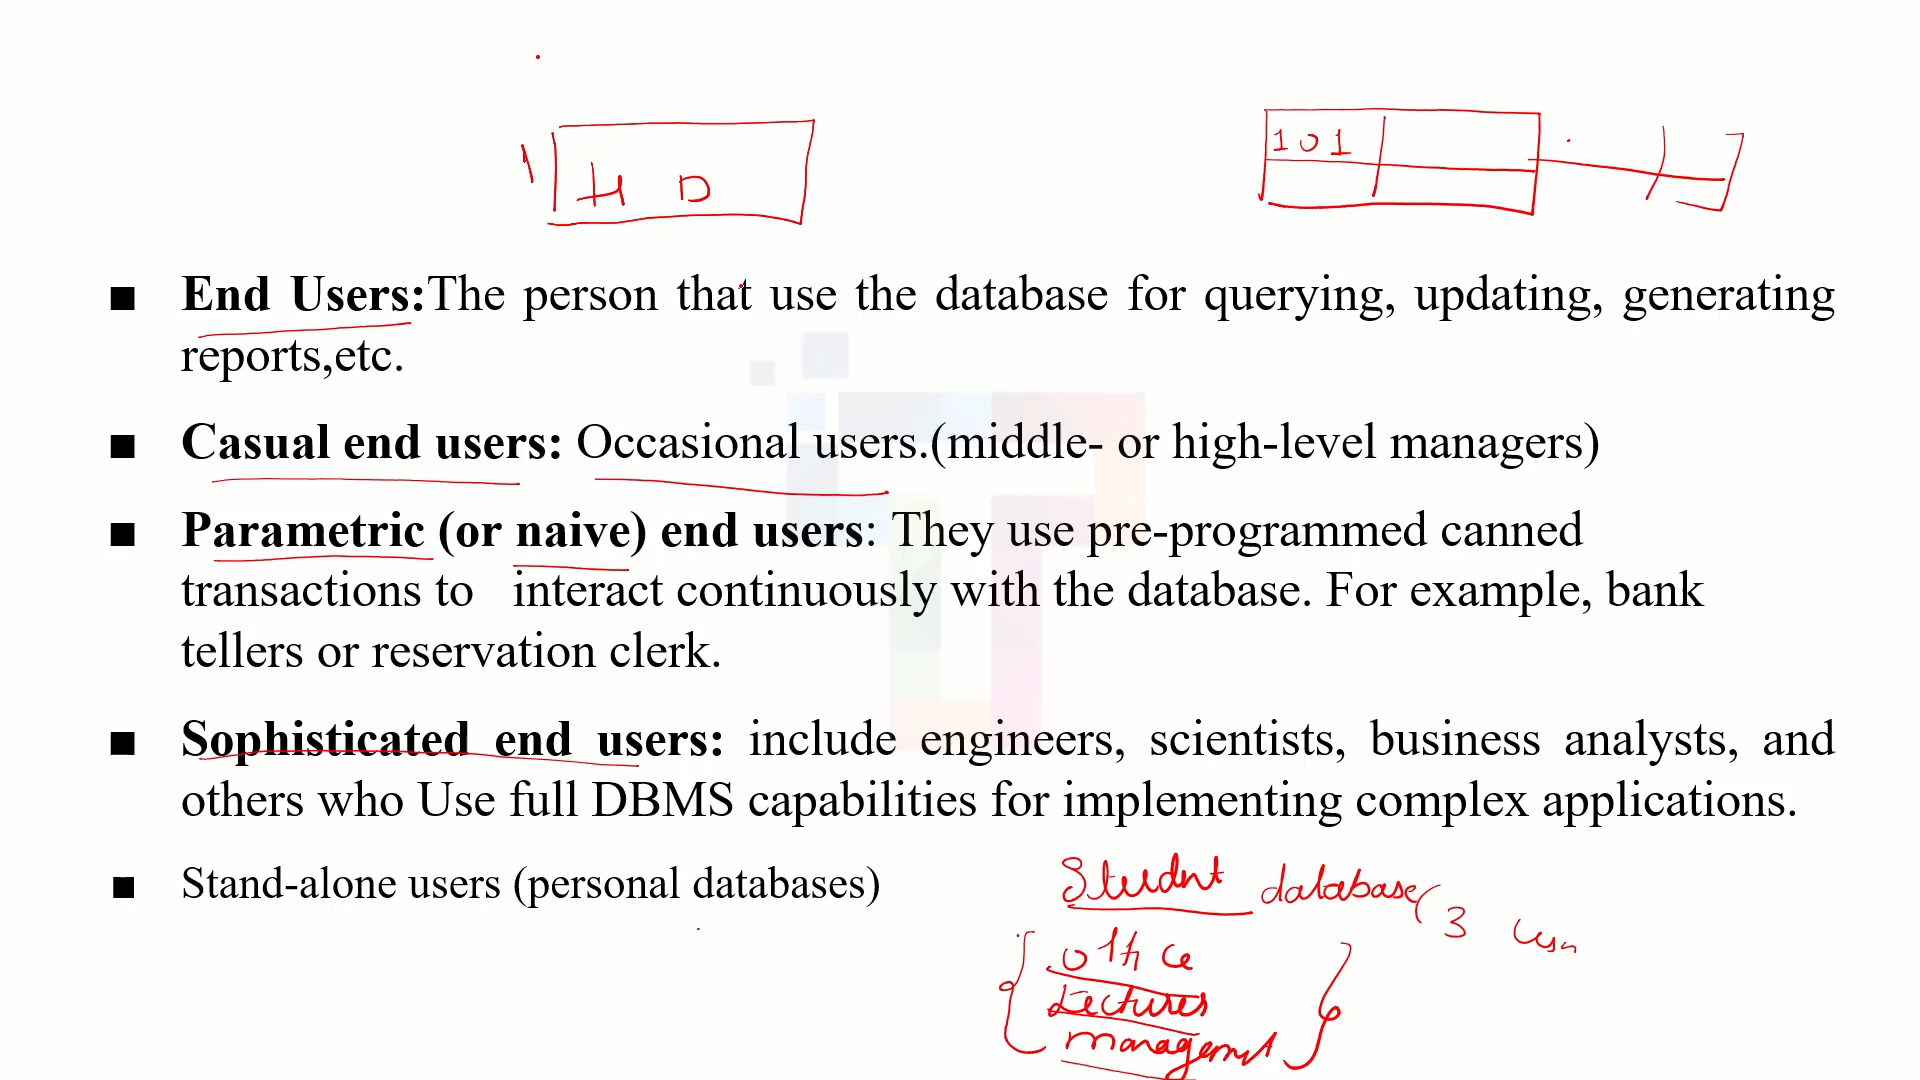 H D
101
■ End Users:The person that use the database for querying, updating, generating
reports,etc.
■ Casual end users: Occasional users.(middle- or high-level managers)
■ Parametric (or naive) end users: They use pre-programmed canned
transactions to interact continuously with the database. For example, bank
tellers or reservation clerk.
■ Sophisticated end users: include engineers, scientists, business analysts, and
others who Use full DBMS capabilities for implementing complex applications.
■ Stand-alone users (personal databases)
Student database( 3
Lectures
management